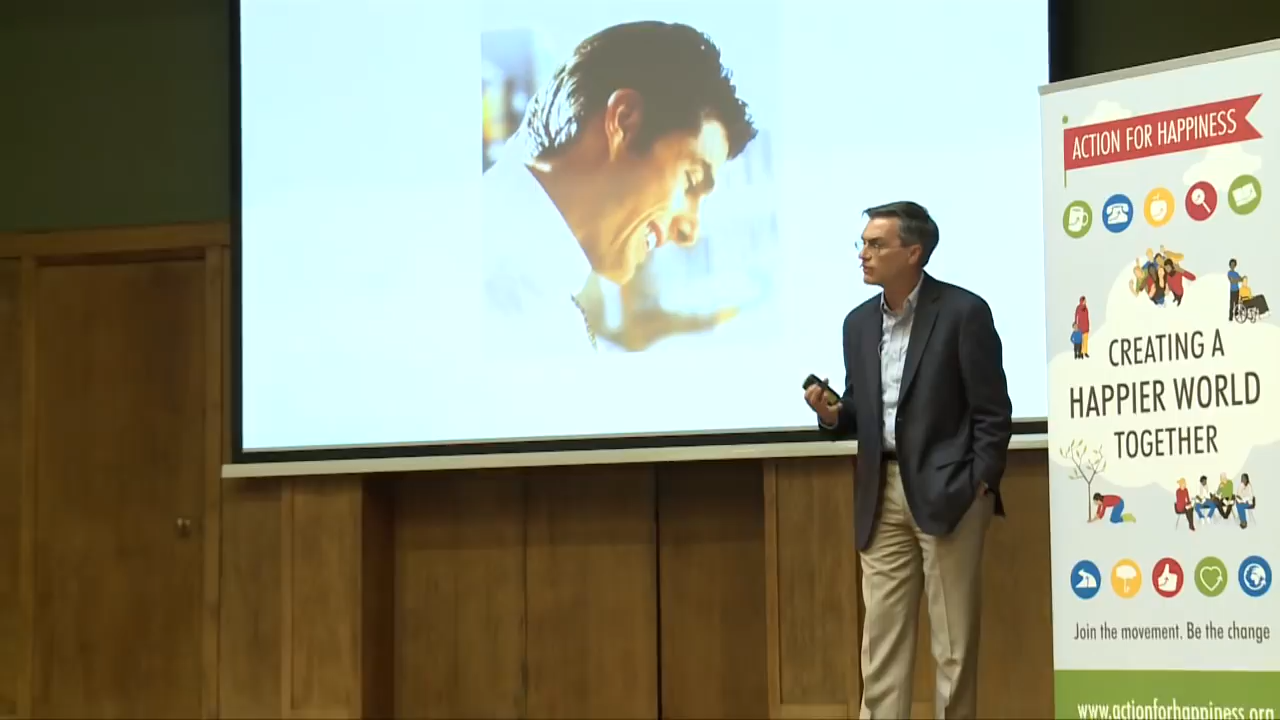 ACTION FOR HAPPINESS
CREATING A
HAPPIER WORLD
TOGETHER
Join the movement. Be the change
www.actionforhappiness.org